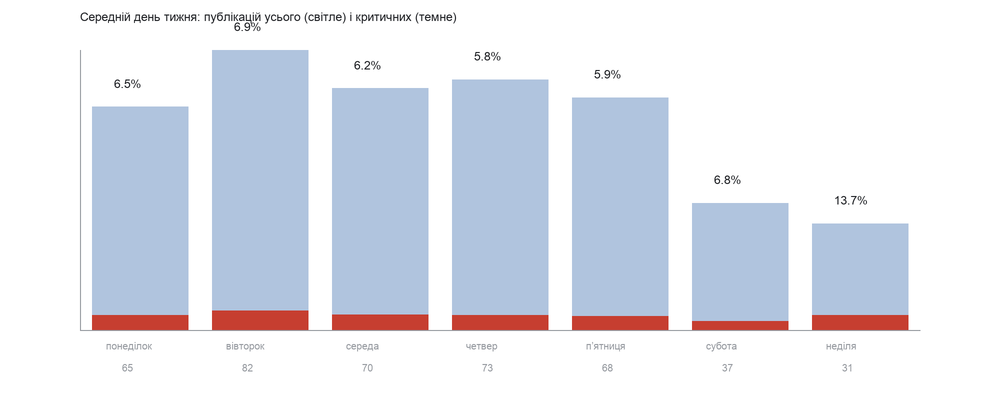 Середній день тижня: публікацій усього (світле) і критичних (темне)
6.5% 6.9% 6.2% 5.8% 5.9% 6.8% 13.7%
понеділок вівторок середа четвер п'ятниця субота неділя
65 82 70 73 68 37 31